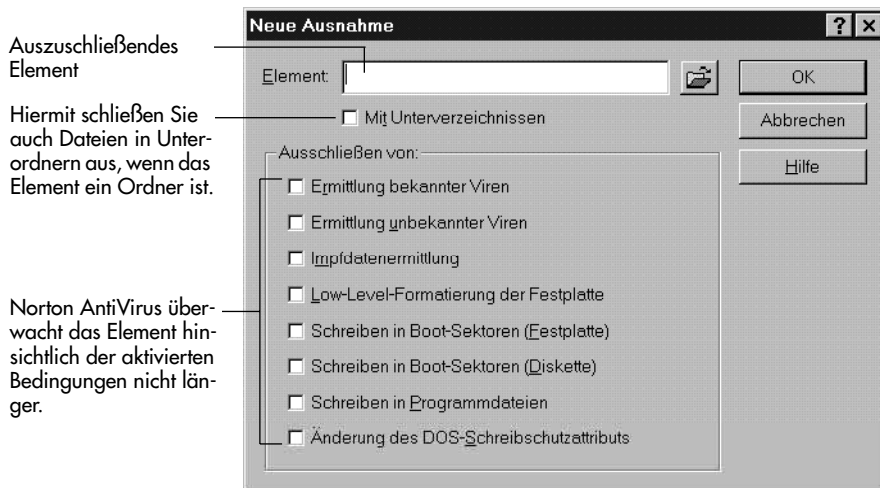 Neue Ausnahme
Auszuschließendes
Element
Element:
OK
Hiermit schließen Sie
auch Dateien in Unter-
ordnern aus, wenn das
Element ein Ordner ist.
Mit Unterverzeichnissen
Abbrechen
Hilfe
Ausschließen von:
Ermittlung bekannter Viren
Ermittlung unbekannter Viren
Impfdatenermittlung
Low-Level-Formatierung der Festplatte
Schreiben in Boot-Sektoren (Festplatte)
Schreiben in Boot-Sektoren (Diskette)
Schreiben in Programmdateien
Änderung des DOS-Schreibschutzattributs
Norton AntiVirus über-
wacht das Element hin-
sichtlich der aktivierten
Bedingungen nicht län-
ger.